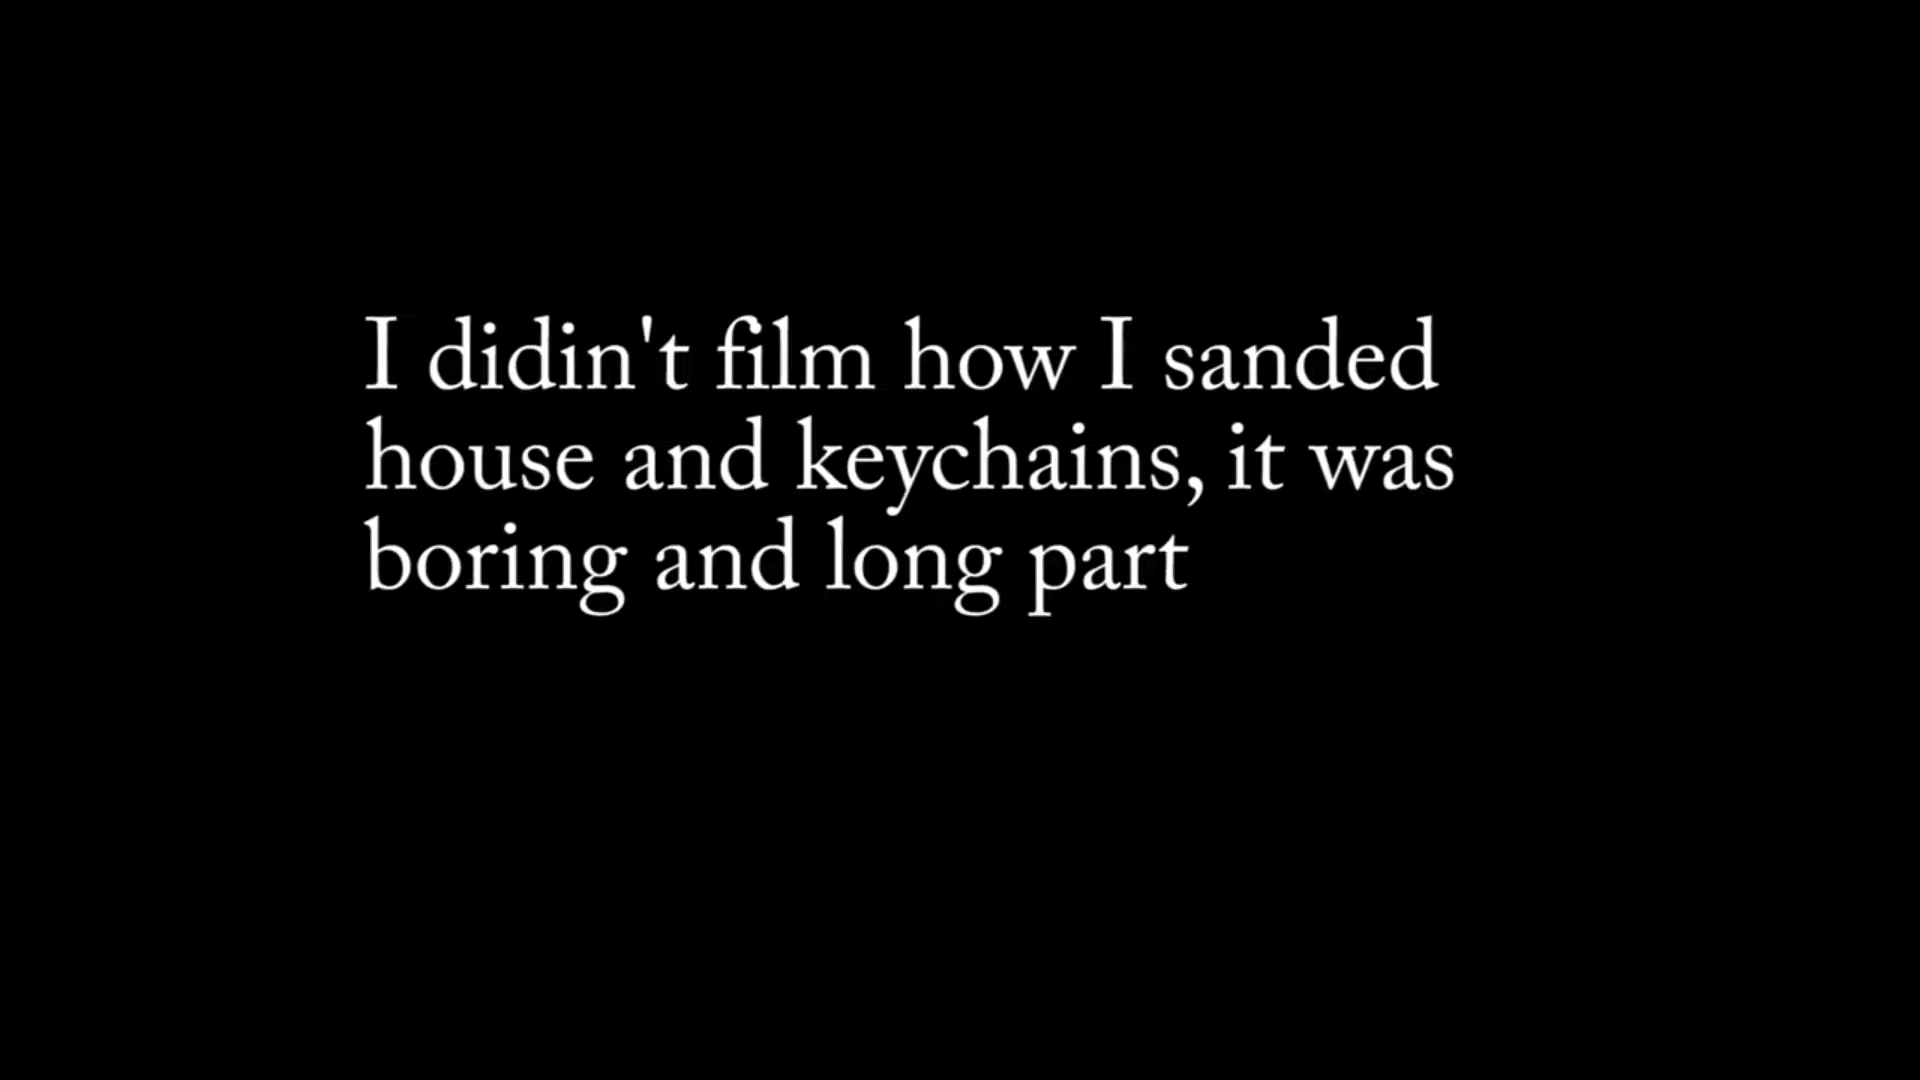 I didin't film how I sanded
house and keychains, it was
boring and long part